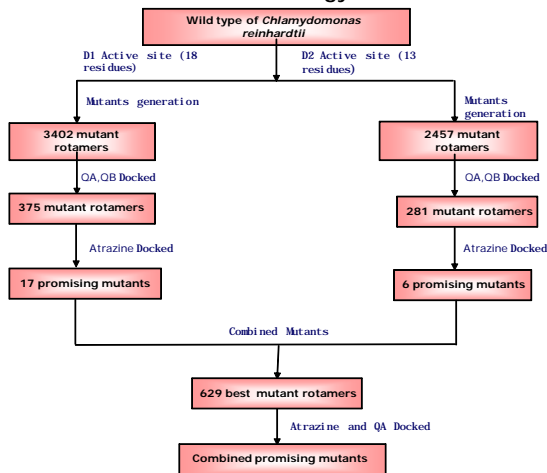 Wild type of Chlamydomonas
reinhardtii
D1 Active site (18
residues)
D2 Active site (13
residues)
Mutants generation
Mutants
generation
3402 mutant
rotamers
2457 mutant
rotamers
QA,QB Docked
QA,QB Docked
375 mutant rotamers
281 mutant rotamers
Atrazine Docked
Atrazine Docked
17 promising mutants
6 promising mutants
Combined Mutants
629 best mutant rotamers
Atrazine and QA Docked
Combined promising mutants